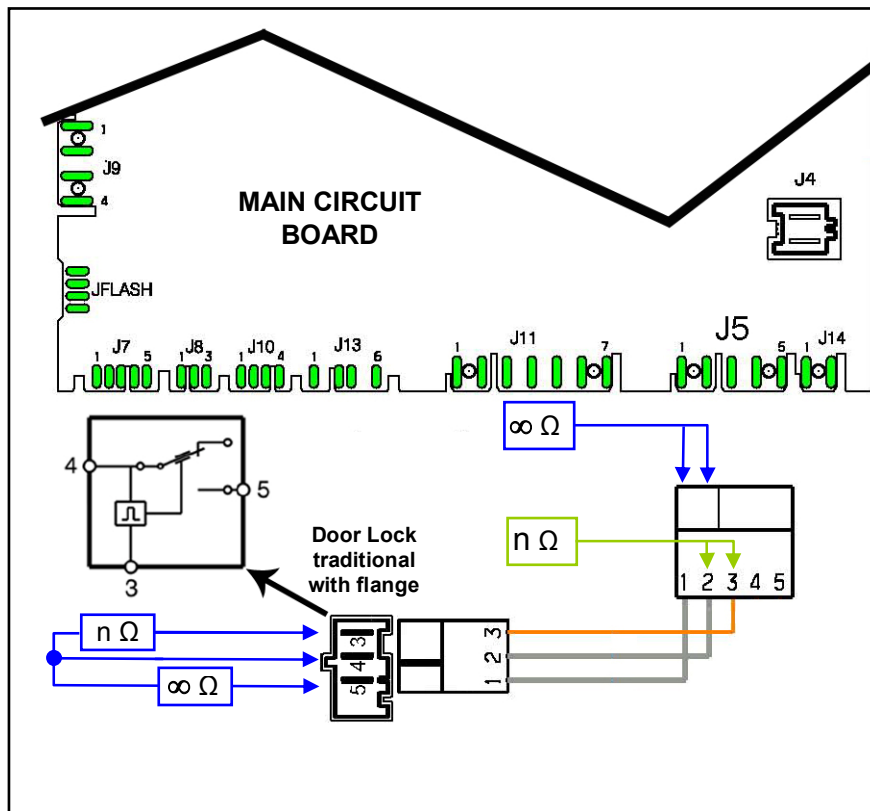 1
J9
4
J4
MAIN CIRCUIT
BOARD
JFLASH
J7
1 5
J8
1 3
J10
1 4
J13
1 6
J11
1 7
J5
1 5
J14
1
∞ Ω
4
5
3
Door Lock
traditional
with flange
n Ω
1 2 3 4 5
n Ω
∞ Ω
3
4
5
3
2
1